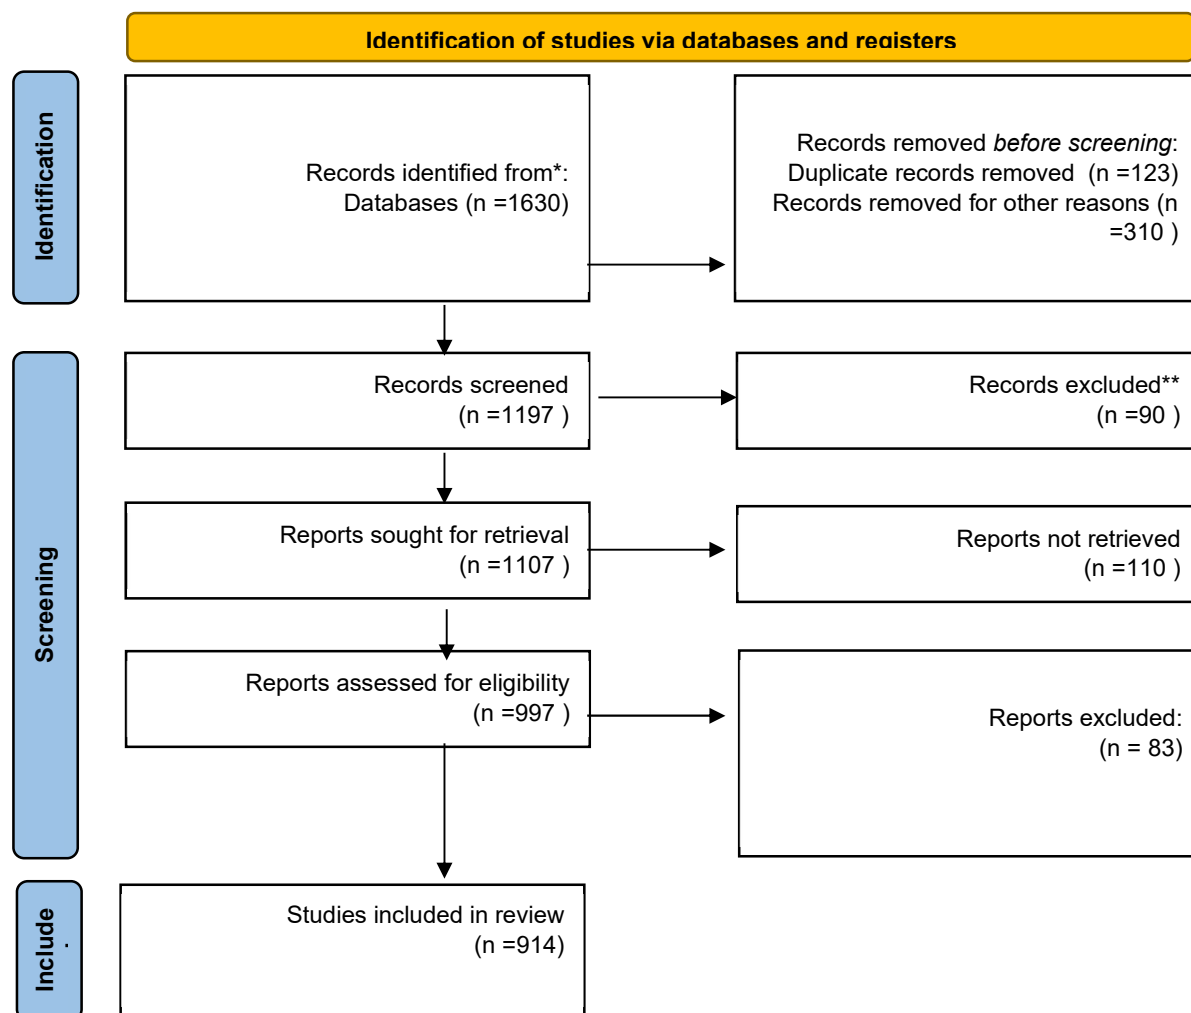 Identification of studies via databases and registers
Identification
Records identified from*:
Databases (n =1630)
Records removed before screening:
Duplicate records removed (n =123)
Records removed for other reasons (n
=310 )
Screening
Records screened
(n =1197 )
Records excluded**
(n =90 )
Reports sought for retrieval
(n =1107 )
Reports not retrieved
(n =110 )
Reports assessed for eligibility
(n =997 )
Reports excluded:
(n = 83)
Include
Studies included in review
(n =914)